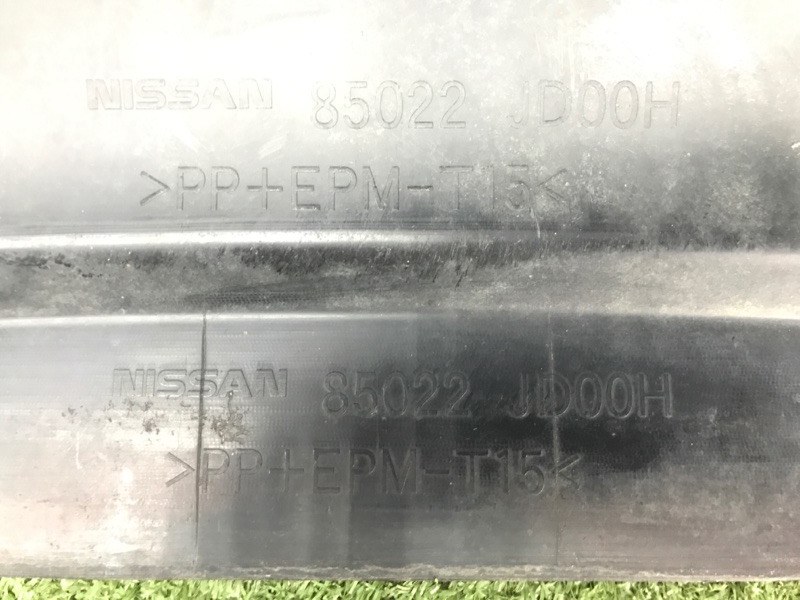 NISSAN 85022 JD00H
>PP+EPM-T15<
NISSAN 85022 JD00H
>PP+EPM-T15<